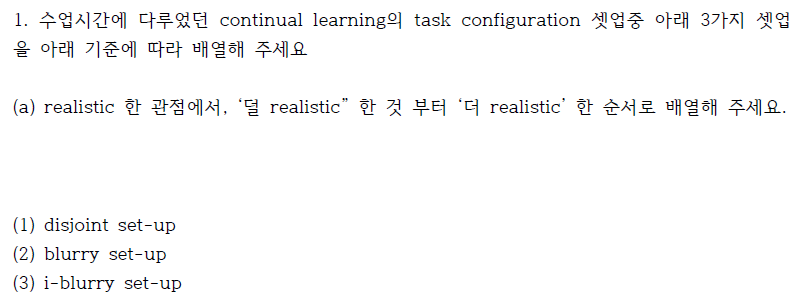 1. 수업시간에 다루었던 continual learning의 task configuration 셋업중 아래 3가지 셋업
을 아래 기준에 따라 배열해 주세요
(a) realistic 한 관점에서, ‘덜 realistic” 한 것 부터 ‘더 realistic’ 한 순서로 배열해 주세요.
(1) disjoint set-up
(2) blurry set-up
(3) i-blurry set-up